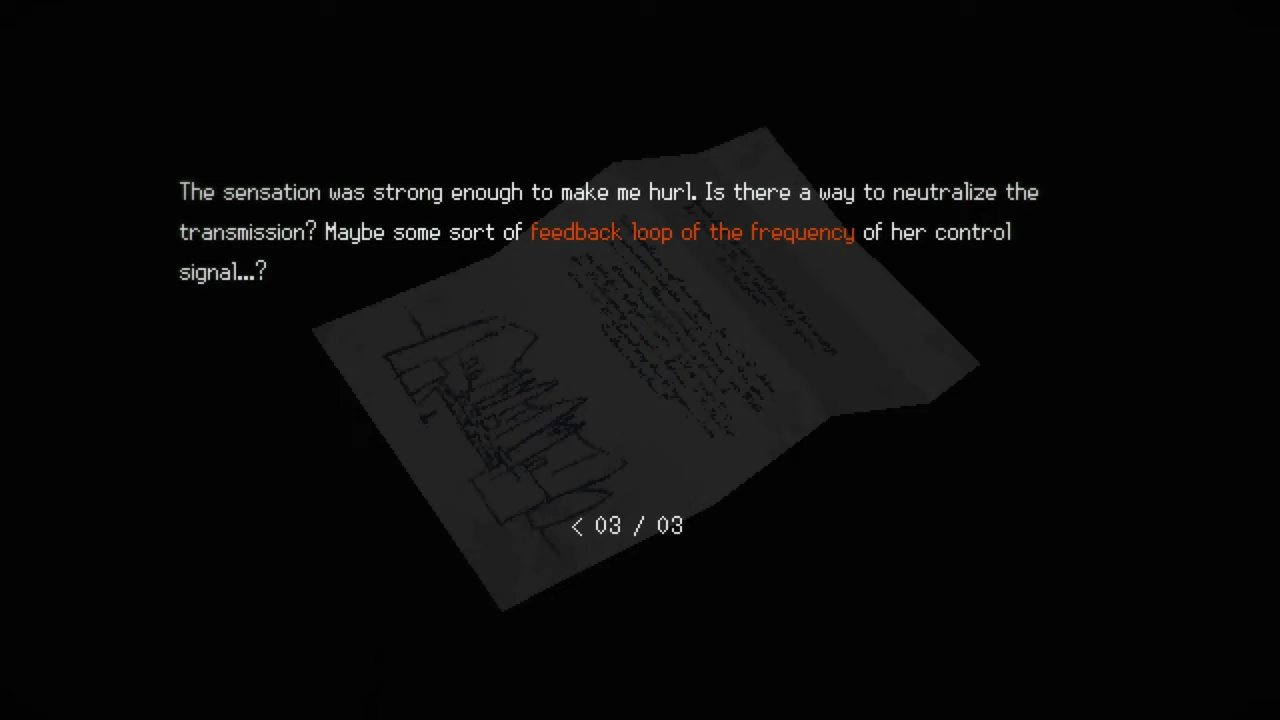 The sensation was strong enough to make me hurl. Is there a way to neutralize the
transmission? Maybe some sort of feedback loop of the frequency of her control
signal...?
< 03 / 03